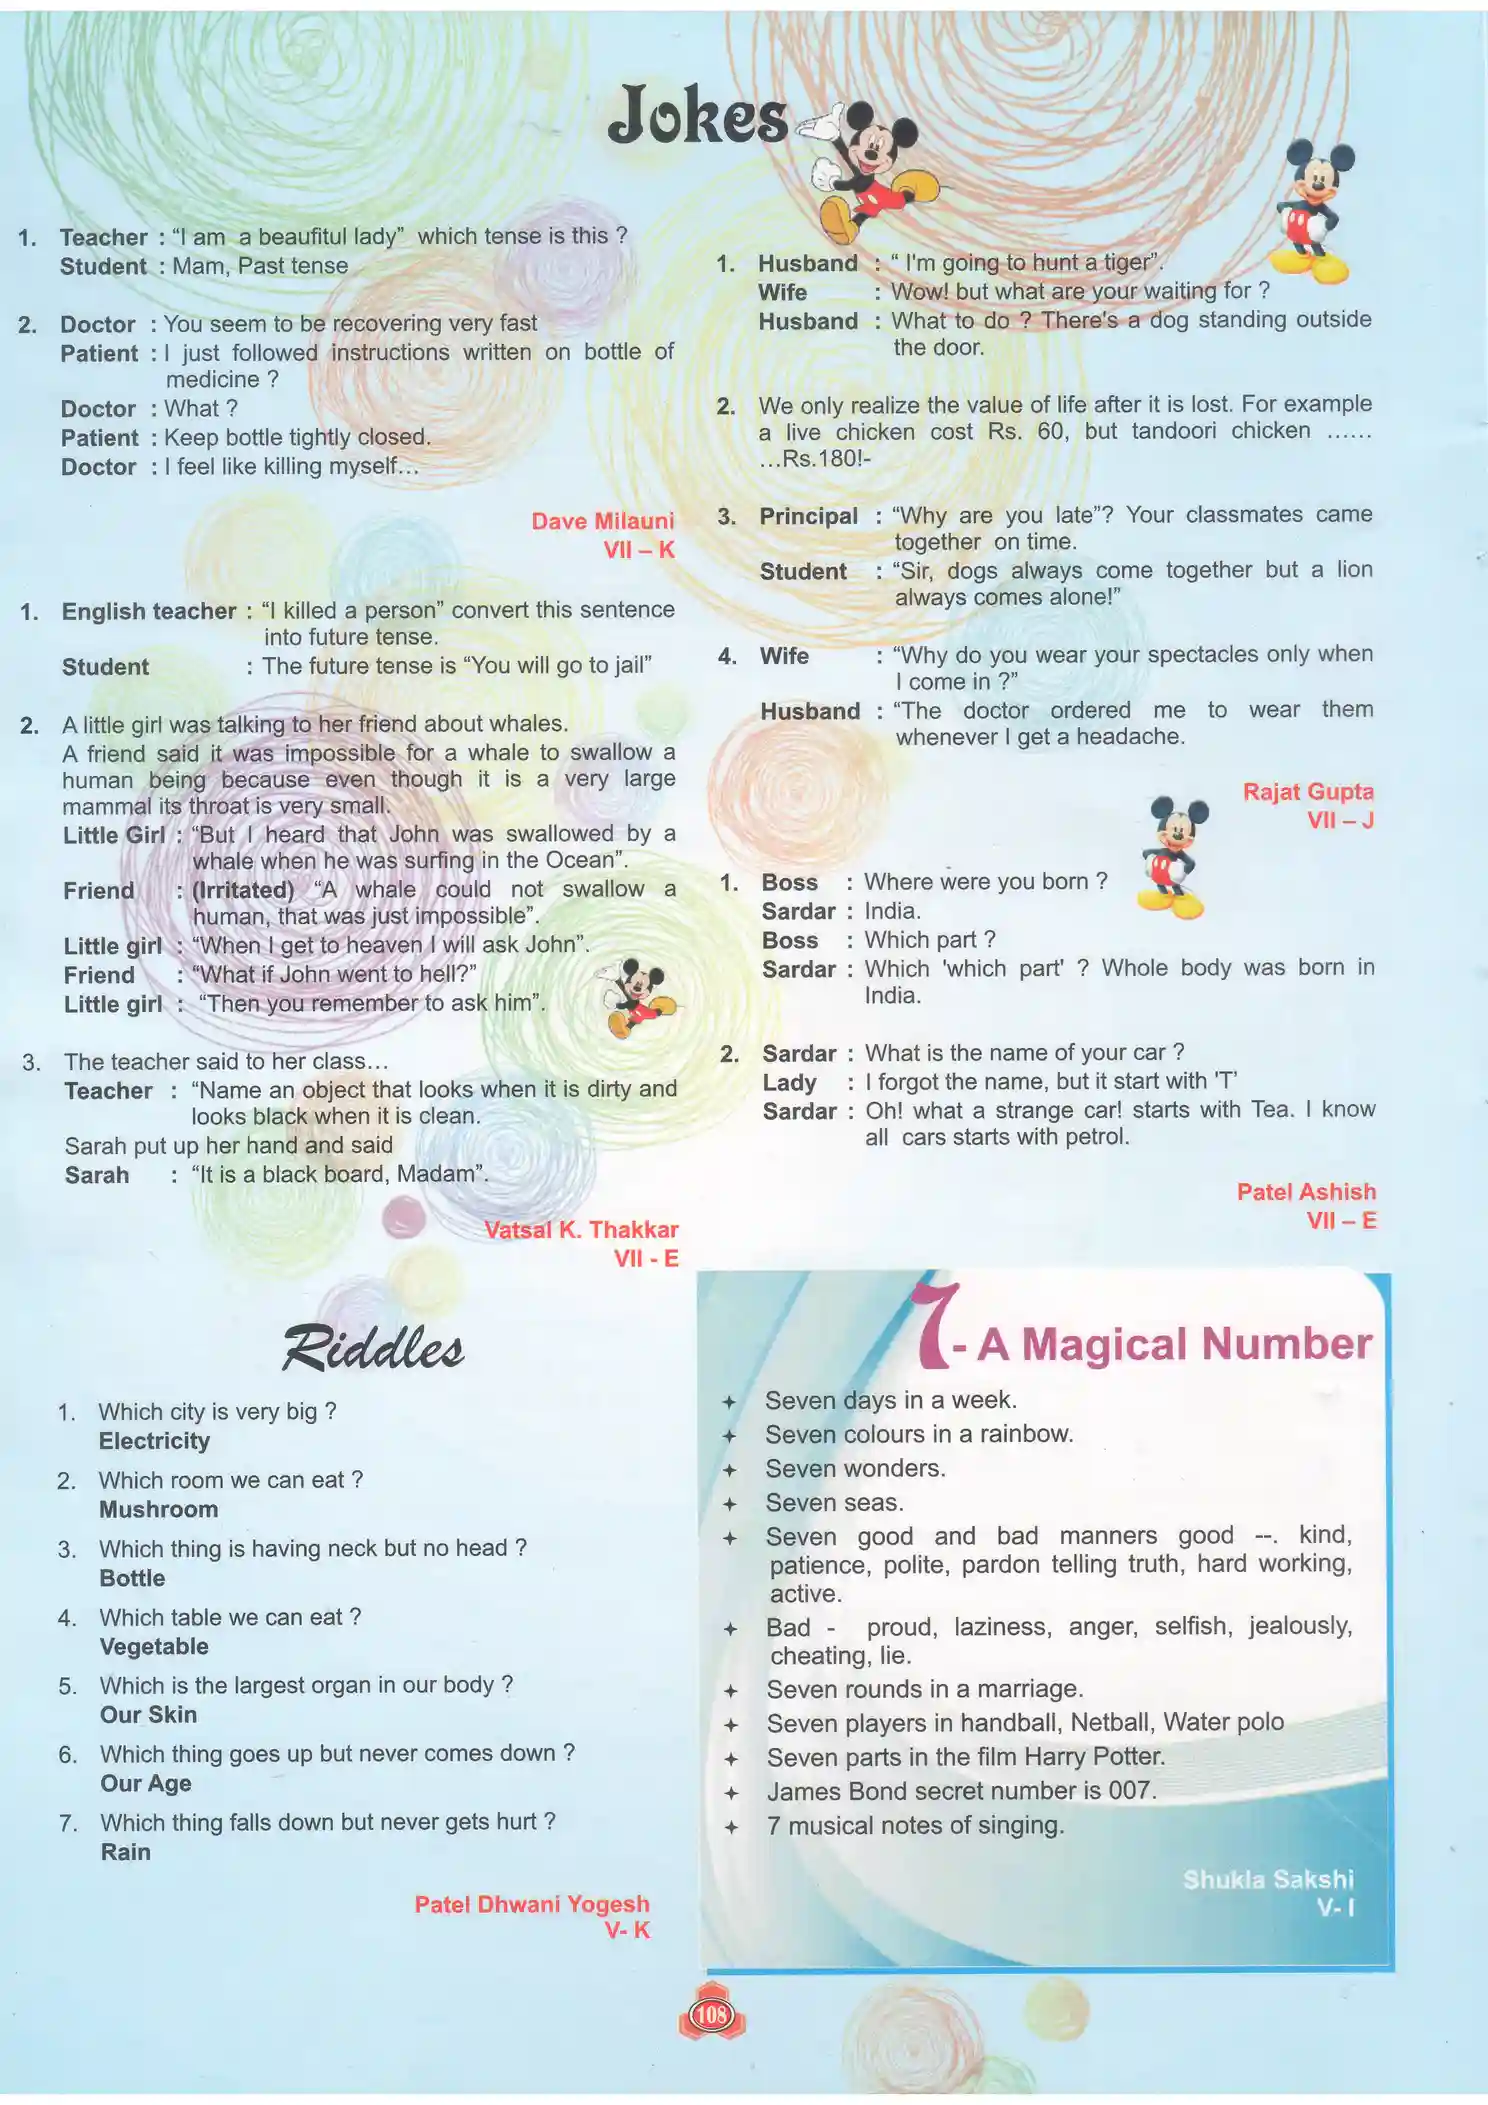 Jokes
1. Teacher : “I am a beaufitul lady” which tense is this ?
Student : Mam, Past tense
2. Doctor : You seem to be recovering very fast
Patient : I just followed instructions written on bottle of
medicine ?
Doctor : What ?
Patient : Keep bottle tightly closed.
Doctor : I feel like killing myself...
Dave Milauni
VII – K
1. English teacher : “I killed a person” convert this sentence
into future tense.
Student : The future tense is “You will go to jail”
2. A little girl was talking to her friend about whales.
A friend said it was impossible for a whale to swallow a
human being because even though it is a very large
mammal its throat is very small.
Little Girl : “But I heard that John was swallowed by a
whale when he was surfing in the Ocean”.
Friend : (Irritated) “A whale could not swallow a
human, that was just impossible”.
Little girl : “When I get to heaven I will ask John”.
Friend : “What if John went to hell?”
Little girl : “Then you remember to ask him”.
3. The teacher said to her class...
Teacher : “Name an object that looks when it is dirty and
looks black when it is clean.
Sarah put up her hand and said
Sarah : “It is a black board, Madam”.
Vatsal K. Thakkar
VII - E
1. Husband : “ I'm going to hunt a tiger”.
Wife : Wow! but what are your waiting for ?
Husband : What to do ? There's a dog standing outside
the door.
2. We only realize the value of life after it is lost. For example
a live chicken cost Rs. 60, but tandoori chicken ......
...Rs.180!-
3. Principal : “Why are you late”? Your classmates came
together on time.
Student : “Sir, dogs always come together but a lion
always comes alone!”
4. Wife : “Why do you wear your spectacles only when
I come in ?”
Husband : “The doctor ordered me to wear them
whenever I get a headache.
Rajat Gupta
VII – J
1. Boss : Where were you born ?
Sardar : India.
Boss : Which part ?
Sardar : Which 'which part' ? Whole body was born in
India.
2. Sardar : What is the name of your car ?
Lady : I forgot the name, but it start with 'T'
Sardar : Oh! what a strange car! starts with Tea. I know
all cars starts with petrol.
Patel Ashish
VII – E
Riddles
1. Which city is very big ?
Electricity
2. Which room we can eat ?
Mushroom
3. Which thing is having neck but no head ?
Bottle
4. Which table we can eat ?
Vegetable
5. Which is the largest organ in our body ?
Our Skin
6. Which thing goes up but never comes down ?
Our Age
7. Which thing falls down but never gets hurt ?
Rain
Patel Dhwani Yogesh
V- K
7- A Magical Number
Seven days in a week.
Seven colours in a rainbow.
Seven wonders.
Seven seas.
Seven good and bad manners good --. kind,
patience, polite, pardon telling truth, hard working,
active.
Bad - proud, laziness, anger, selfish, jealously,
cheating, lie.
Seven rounds in a marriage.
Seven players in handball, Netball, Water polo
Seven parts in the film Harry Potter.
James Bond secret number is 007.
7 musical notes of singing.
Shukla Sakshi
V- I
108